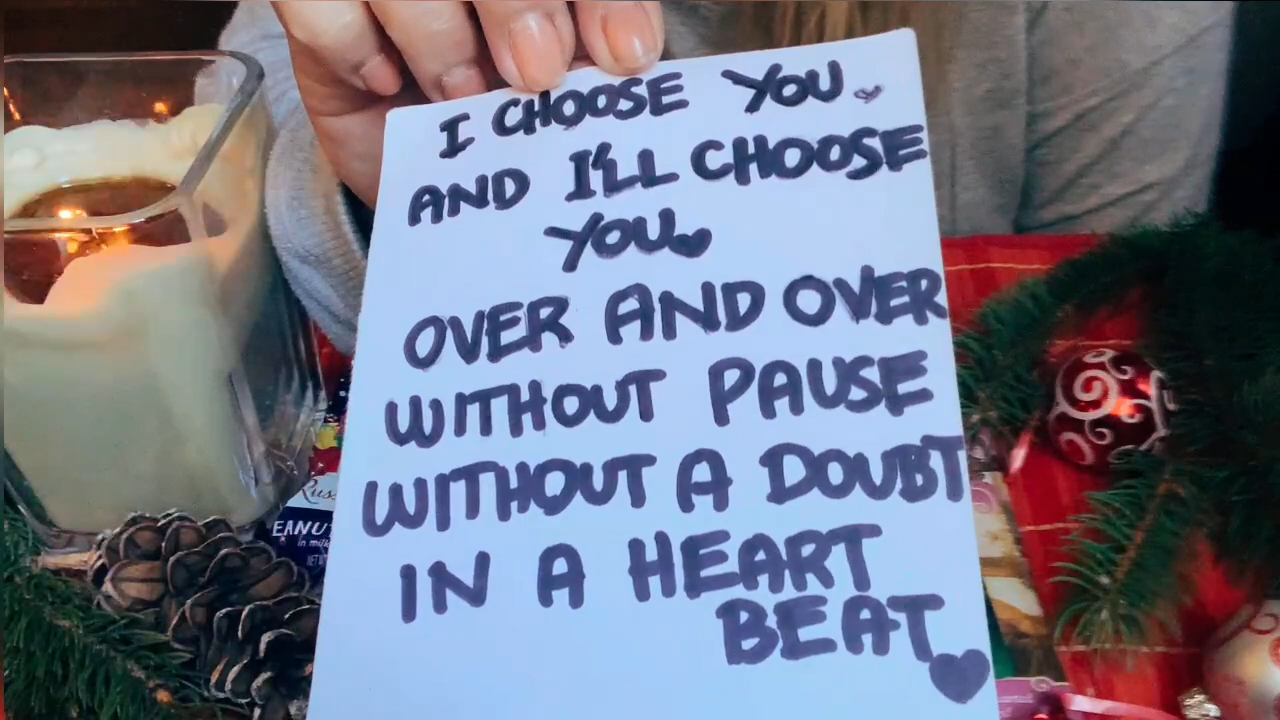 I CHOOSE YOU
AND I'LL CHOOSE
YOU
OVER AND OVER
WITHOUT PAUSE
WITHOUT A DOUBT
IN A HEART
BEAT